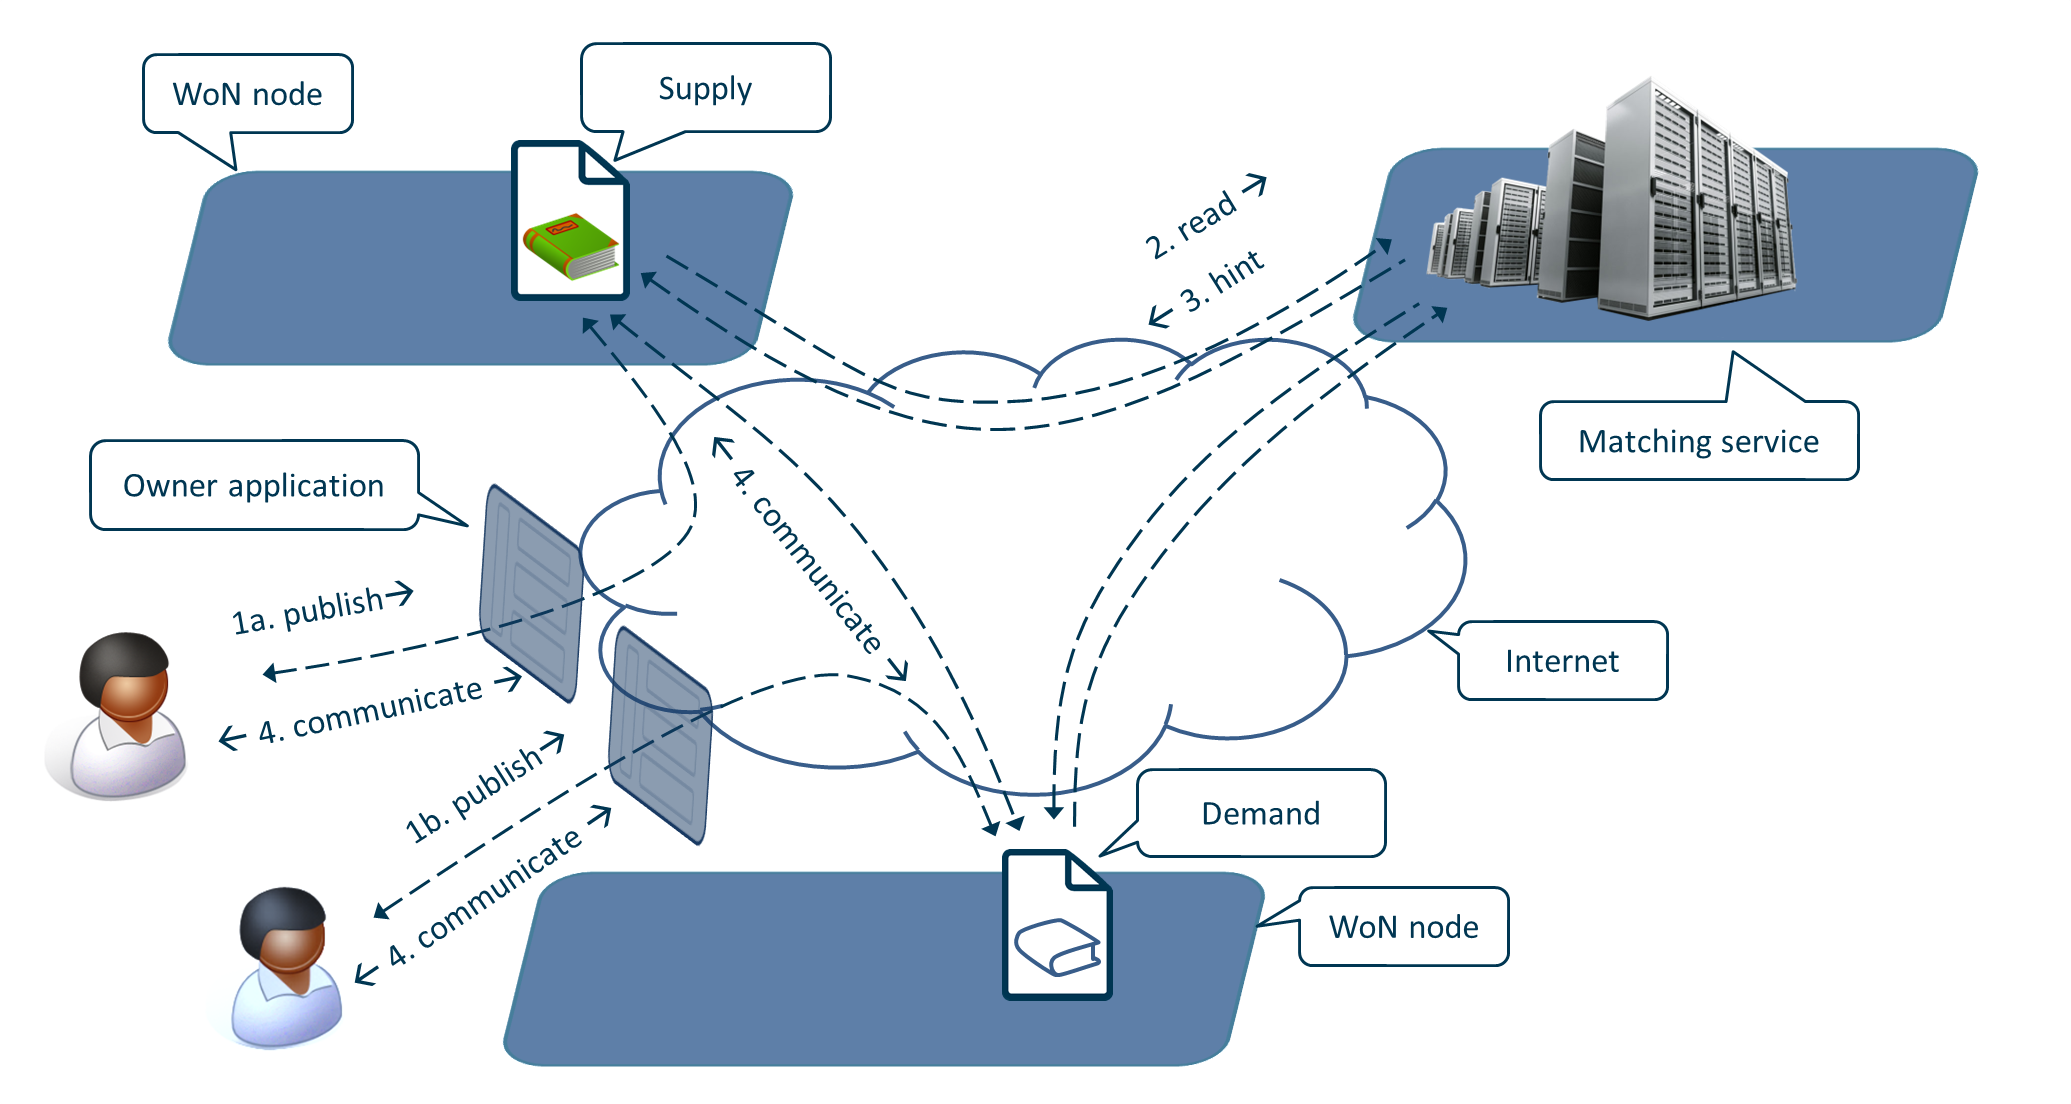 WoN node
Supply
2. read →
← 3. hint
Matching service
Owner application
← 4. communicate →
1a. publish→
← 4. communicate →
Internet
1b. publish→
← 4. communicate →
Demand
WoN node